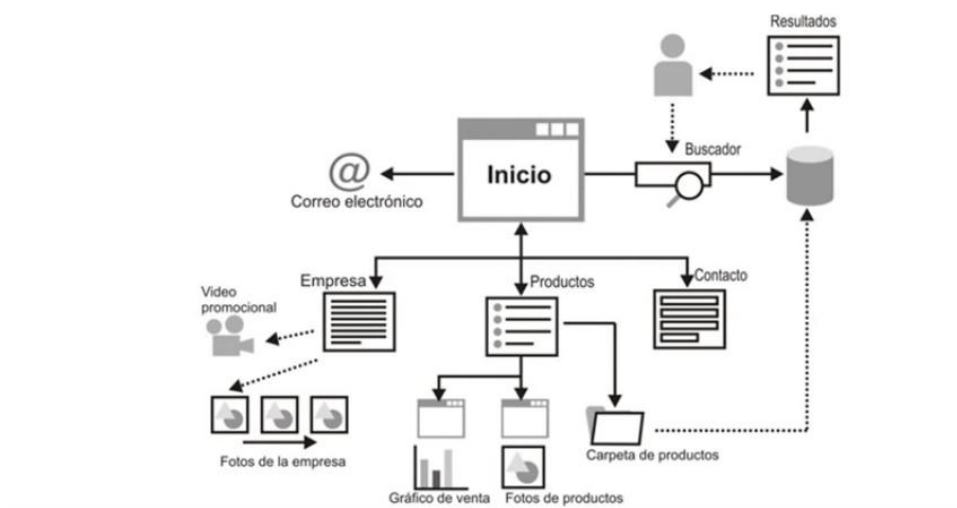 Resultados
Buscador
Inicio
@
Correo electrónico
Empresa
Productos
Contacto
Video
promocional
Fotos de la empresa
Carpeta de productos
Gráfico de venta
Fotos de productos